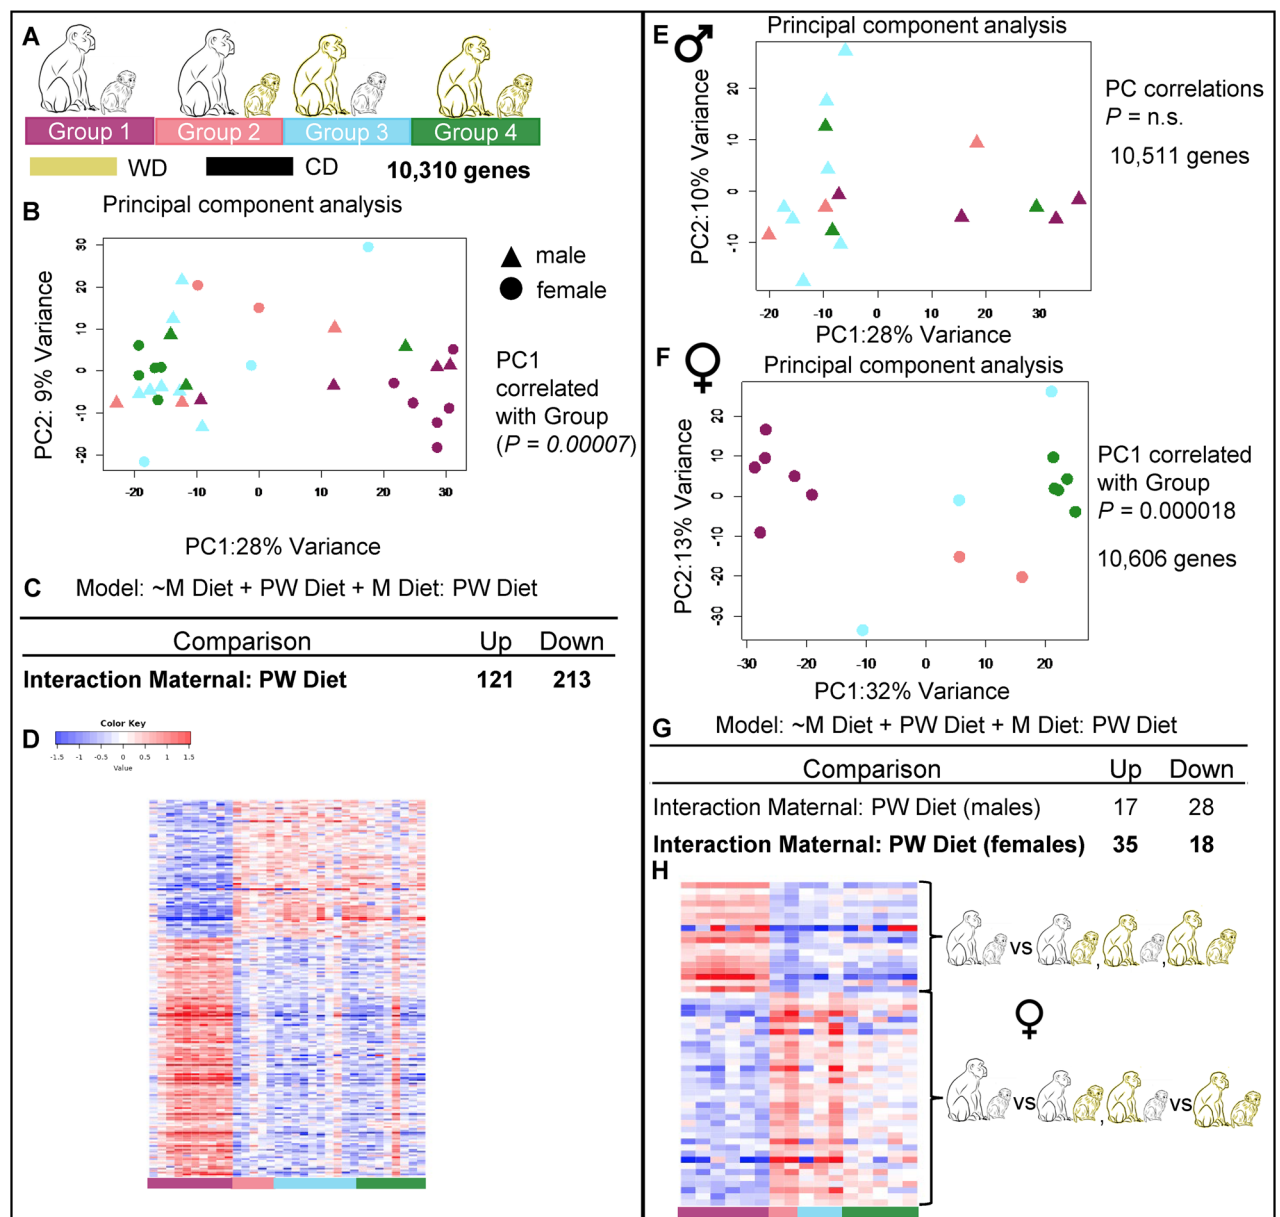 A
Group 1 Group 2 Group 3 Group 4
WD CD 10,310 genes
B
Principal component analysis
PC2: 9% Variance
30
20
10
0
-10
-20
-20 -10 0 10 20 30
PC1:28% Variance
male
female
PC1
correlated
with Group
(P = 0.00007)
C Model: ~M Diet + PW Diet + M Diet: PW Diet
Comparison Up Down
Interaction Maternal: PW Diet 121 213
D
Color Key
-1.5 -1 -0.5 0 0.5 1 1.5
Value
E
Principal component analysis
PC2:10% Variance
20
10
0
-10
-20 -10 0 10 20 30
PC1:28% Variance
PC correlations
P = n.s.
10,511 genes
F
Principal component analysis
PC2:13% Variance
20
10
0
-10
-20
-30
-30 -20 -10 0 10 20
PC1:32% Variance
PC1 correlated
with Group
P = 0.000018
10,606 genes
G Model: ~M Diet + PW Diet + M Diet: PW Diet
Comparison Up Down
Interaction Maternal: PW Diet (males) 17 28
Interaction Maternal: PW Diet (females) 35 18
H
vs , ,
vs , vs